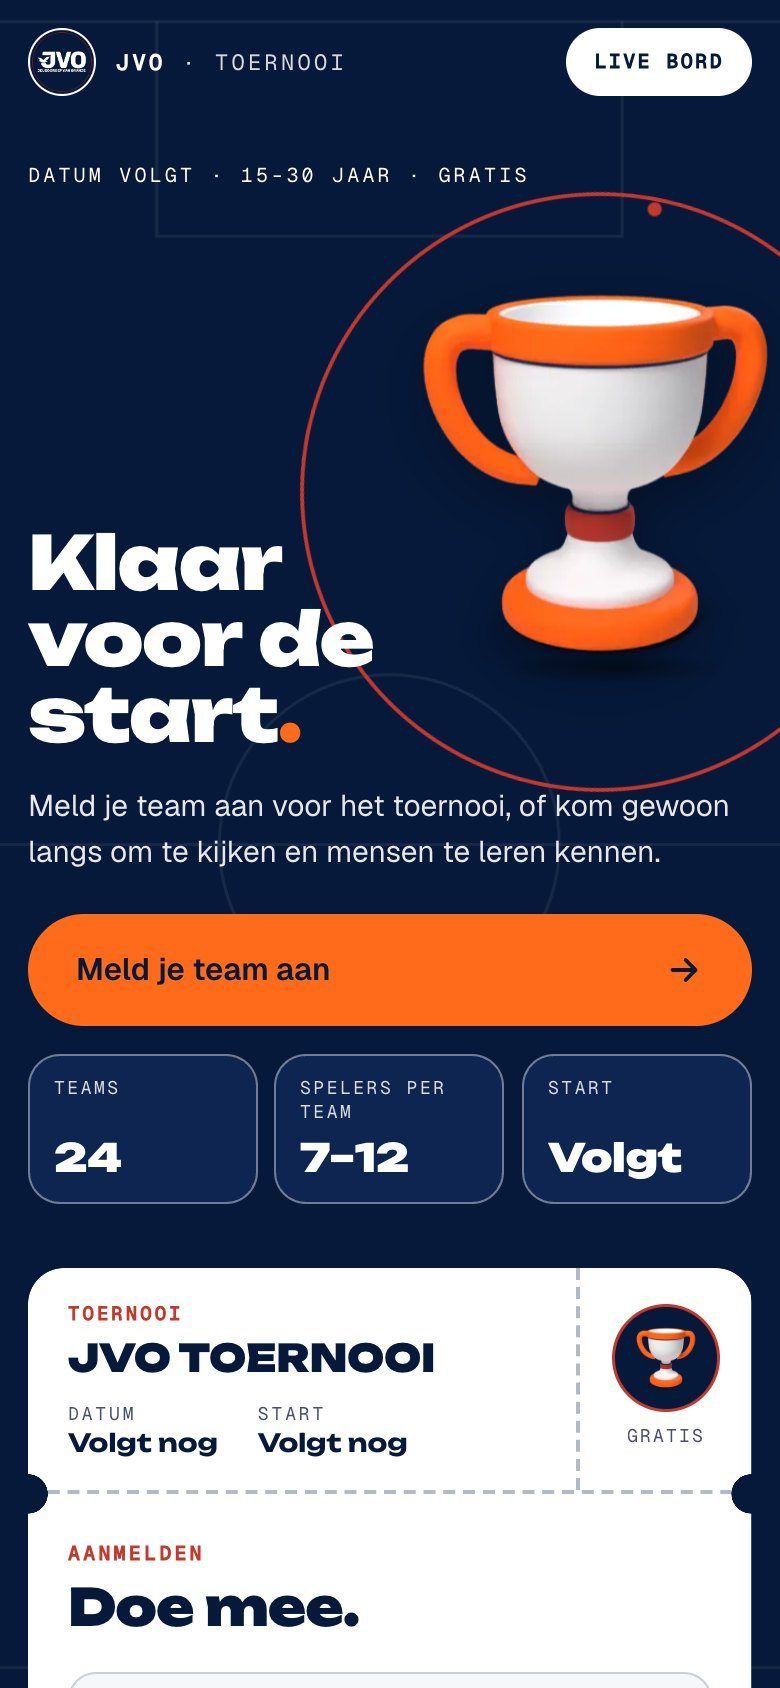 JVO
JVO · TOERNOOI
LIVE BORD
DATUM VOLGT · 15-30 JAAR · GRATIS
Klaar
voor de
start.
Meld je team aan voor het toernooi, of kom gewoon
langs om te kijken en mensen te leren kennen.
Meld je team aan →
TEAMS
24
SPELERS PER
TEAM
7–12
START
Volgt
TOERNOOI
JVO TOERNOOI
DATUM
Volgt nog
START
Volgt nog
GRATIS
AANMELDEN
Doe mee.